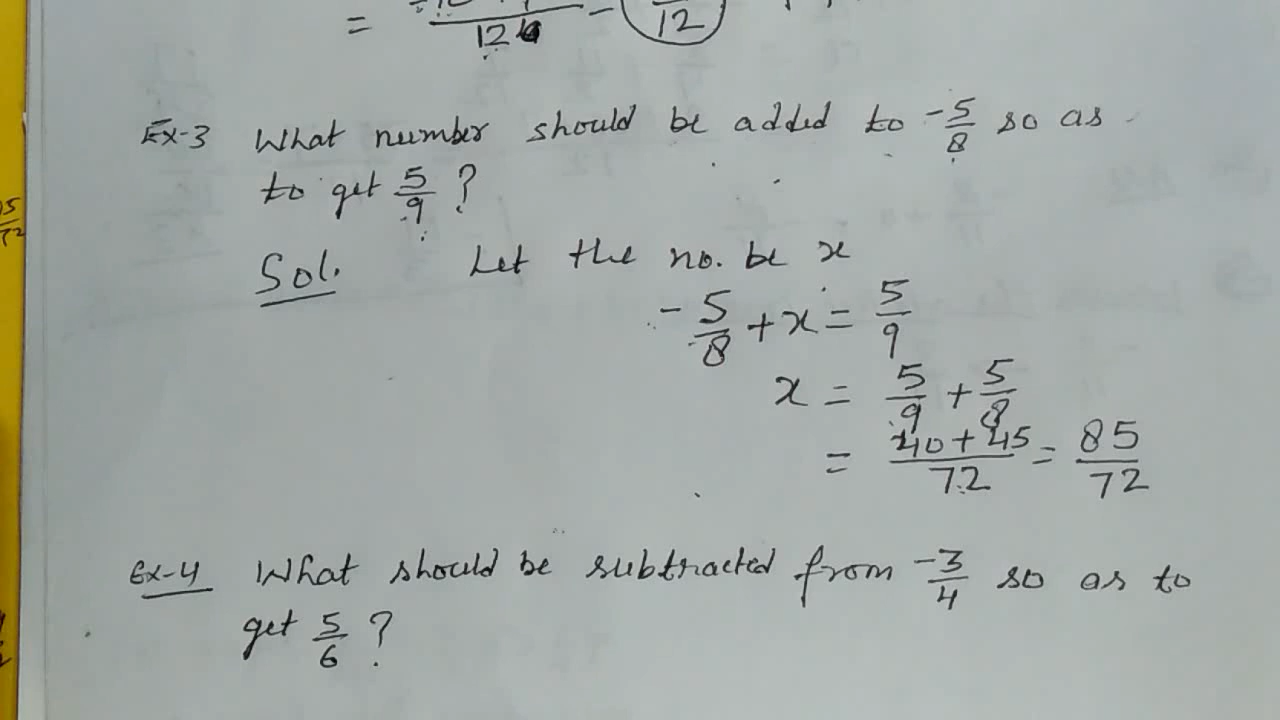 = 12
Ex-3 What number should be added to -5/8 so as
to get 5/9 ?
Sol. Let the no. be x
-5/8 + x = 5/9
x = 5/9 + 5/8
= 40+45/72 = 85/72
Ex-4 What should be subtracted from -3/4 so as to
get 5/6 ?